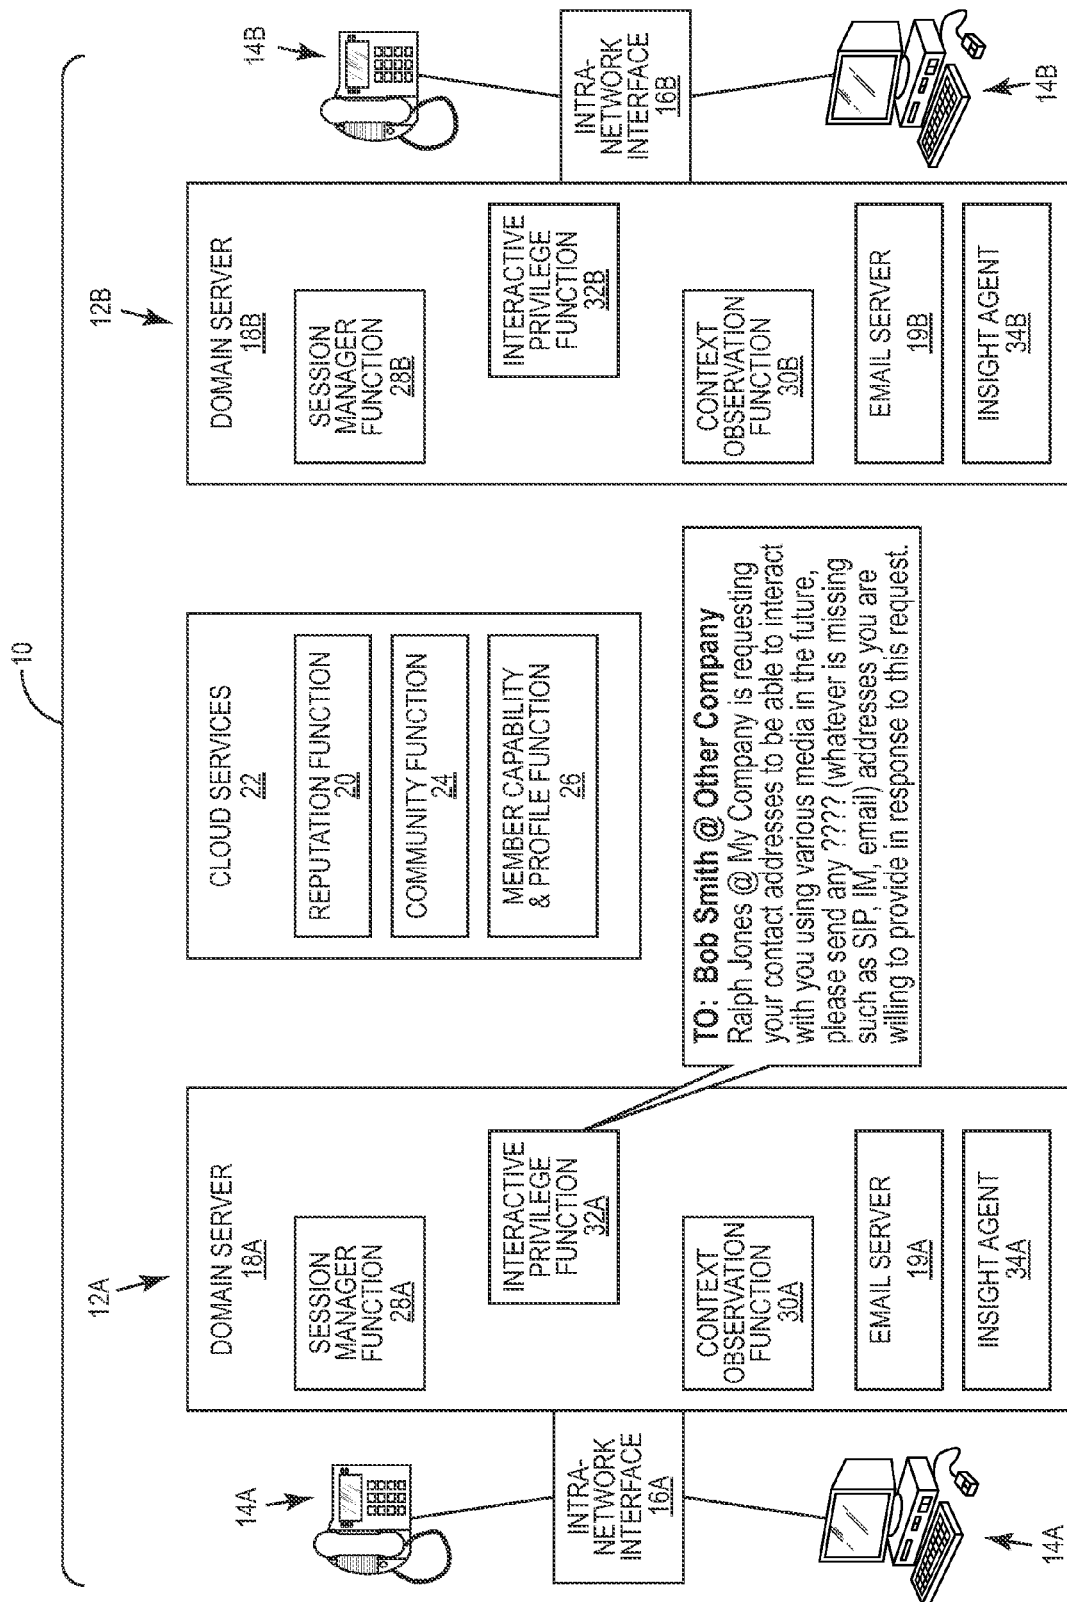 10
12A
12B
14A
14A
INTRA-
NETWORK
INTERFACE
16A
DOMAIN SERVER
18A
SESSION
MANAGER
FUNCTION
28A
INTERACTIVE
PRIVILEGE
FUNCTION
32A
CONTEXT
OBSERVATION
FUNCTION
30A
EMAIL SERVER
19A
INSIGHT AGENT
34A
CLOUD SERVICES
22
REPUTATION FUNCTION
20
COMMUNITY FUNCTION
24
MEMBER CAPABILITY
& PROFILE FUNCTION
26
TO: Bob Smith @ Other Company
Ralph Jones @ My Company is requesting
your contact addresses to be able to interact
with you using various media in the future,
please send any ???? (whatever is missing
such as SIP, IM, email) addresses you are
willing to provide in response to this request.
DOMAIN SERVER
18B
SESSION
MANAGER
FUNCTION
28B
INTERACTIVE
PRIVILEGE
FUNCTION
32B
CONTEXT
OBSERVATION
FUNCTION
30B
EMAIL SERVER
19B
INSIGHT AGENT
34B
INTRA-
NETWORK
INTERFACE
16B
14B
14B